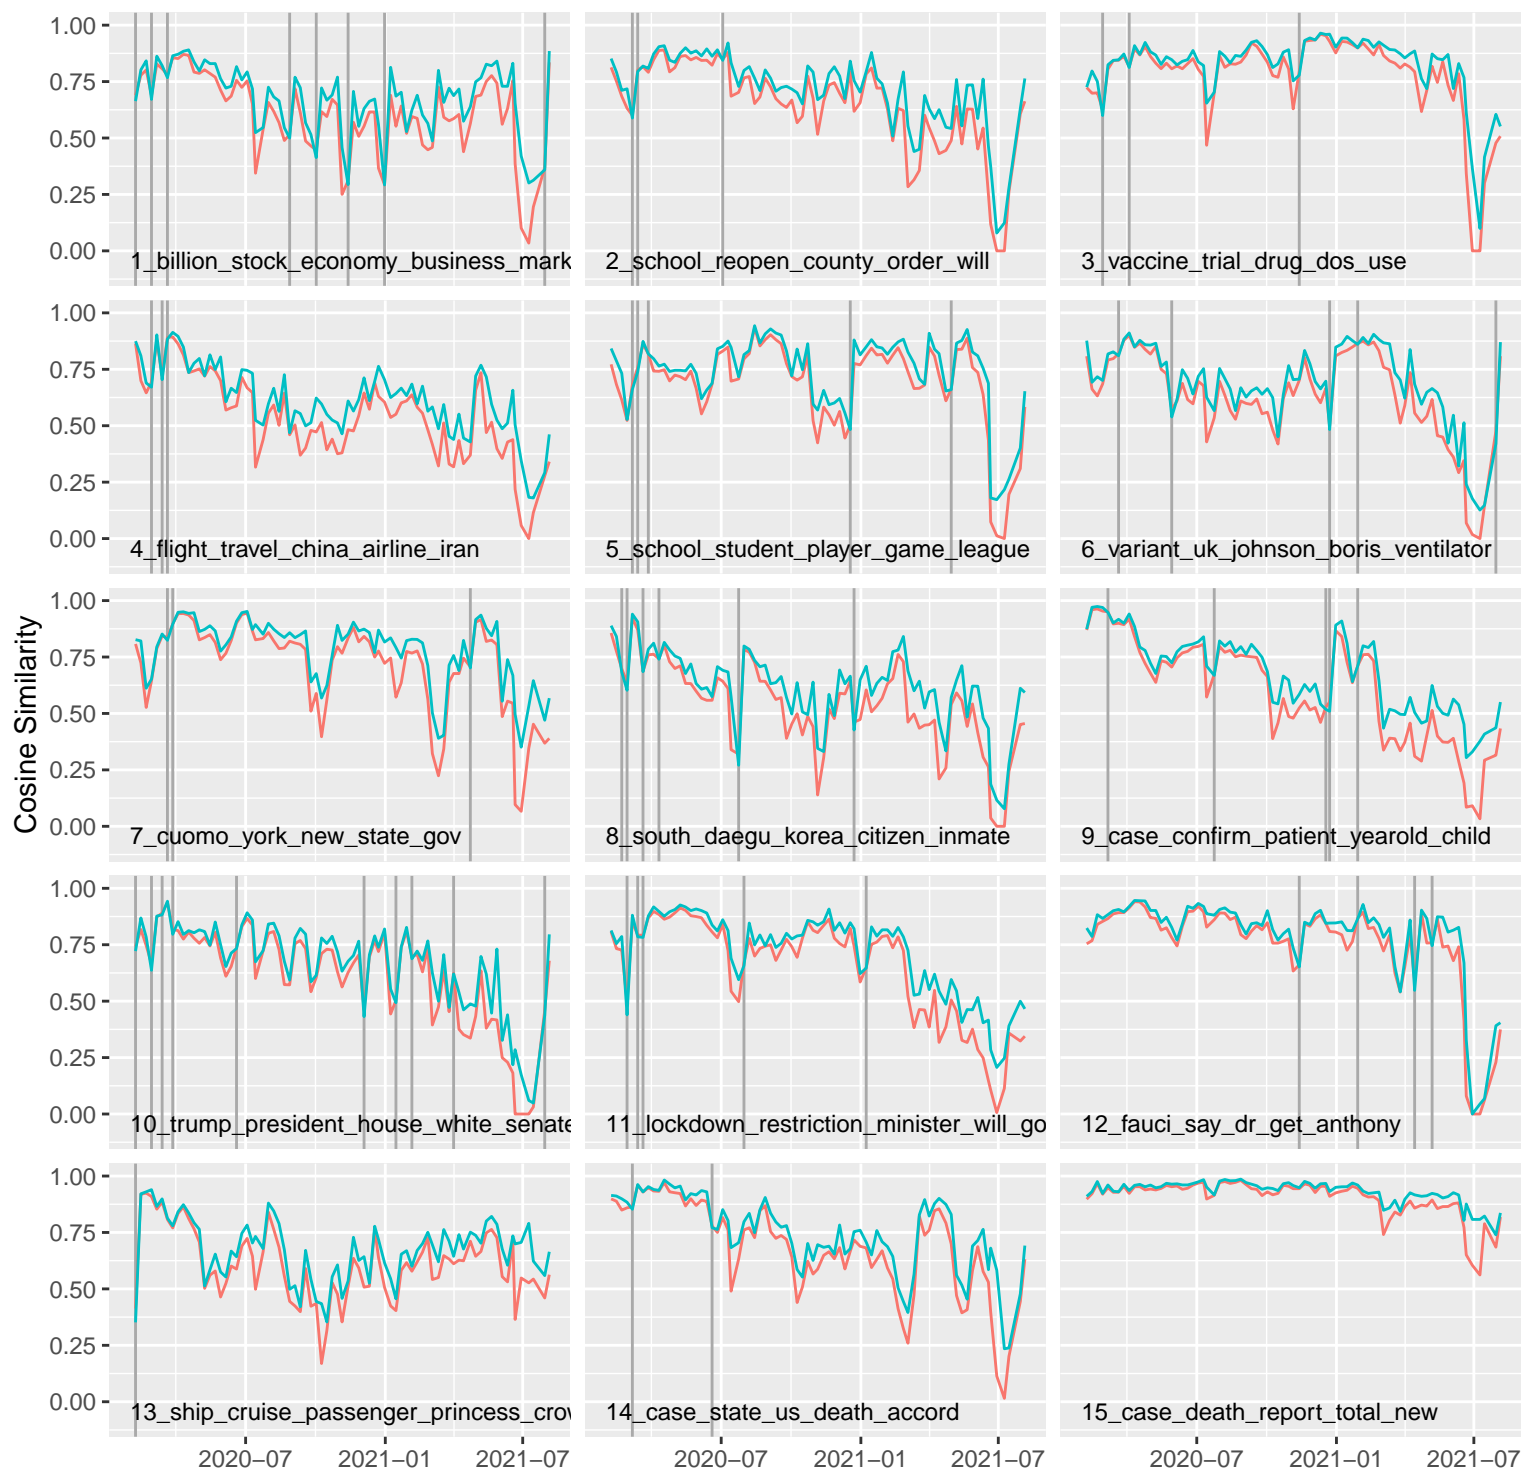 1.00
0.75
0.50
0.25
0.00
1_billion_stock_economy_business_mark
2_school_reopen_county_order_will
3_vaccine_trial_drug_dos_use
1.00
0.75
0.50
0.25
0.00
4_flight_travel_china_airline_iran
5_school_student_player_game_league
6_variant_uk_johnson_boris_ventilator
Cosine Similarity
1.00
0.75
0.50
0.25
0.00
7_cuomo_york_new_state_gov
8_south_daegu_korea_citizen_inmate
9_case_confirm_patient_yearold_child
1.00
0.75
0.50
0.25
0.00
10_trump_president_house_white_senate
11_lockdown_restriction_minister_will_go
12_fauci_say_dr_get_anthony
1.00
0.75
0.50
0.25
0.00
13_ship_cruise_passenger_princess_crow
14_case_state_us_death_accord
15_case_death_report_total_new
2020−07 2021−01 2021−07 2020−07 2021−01 2021−07 2020−07 2021−01 2021−07